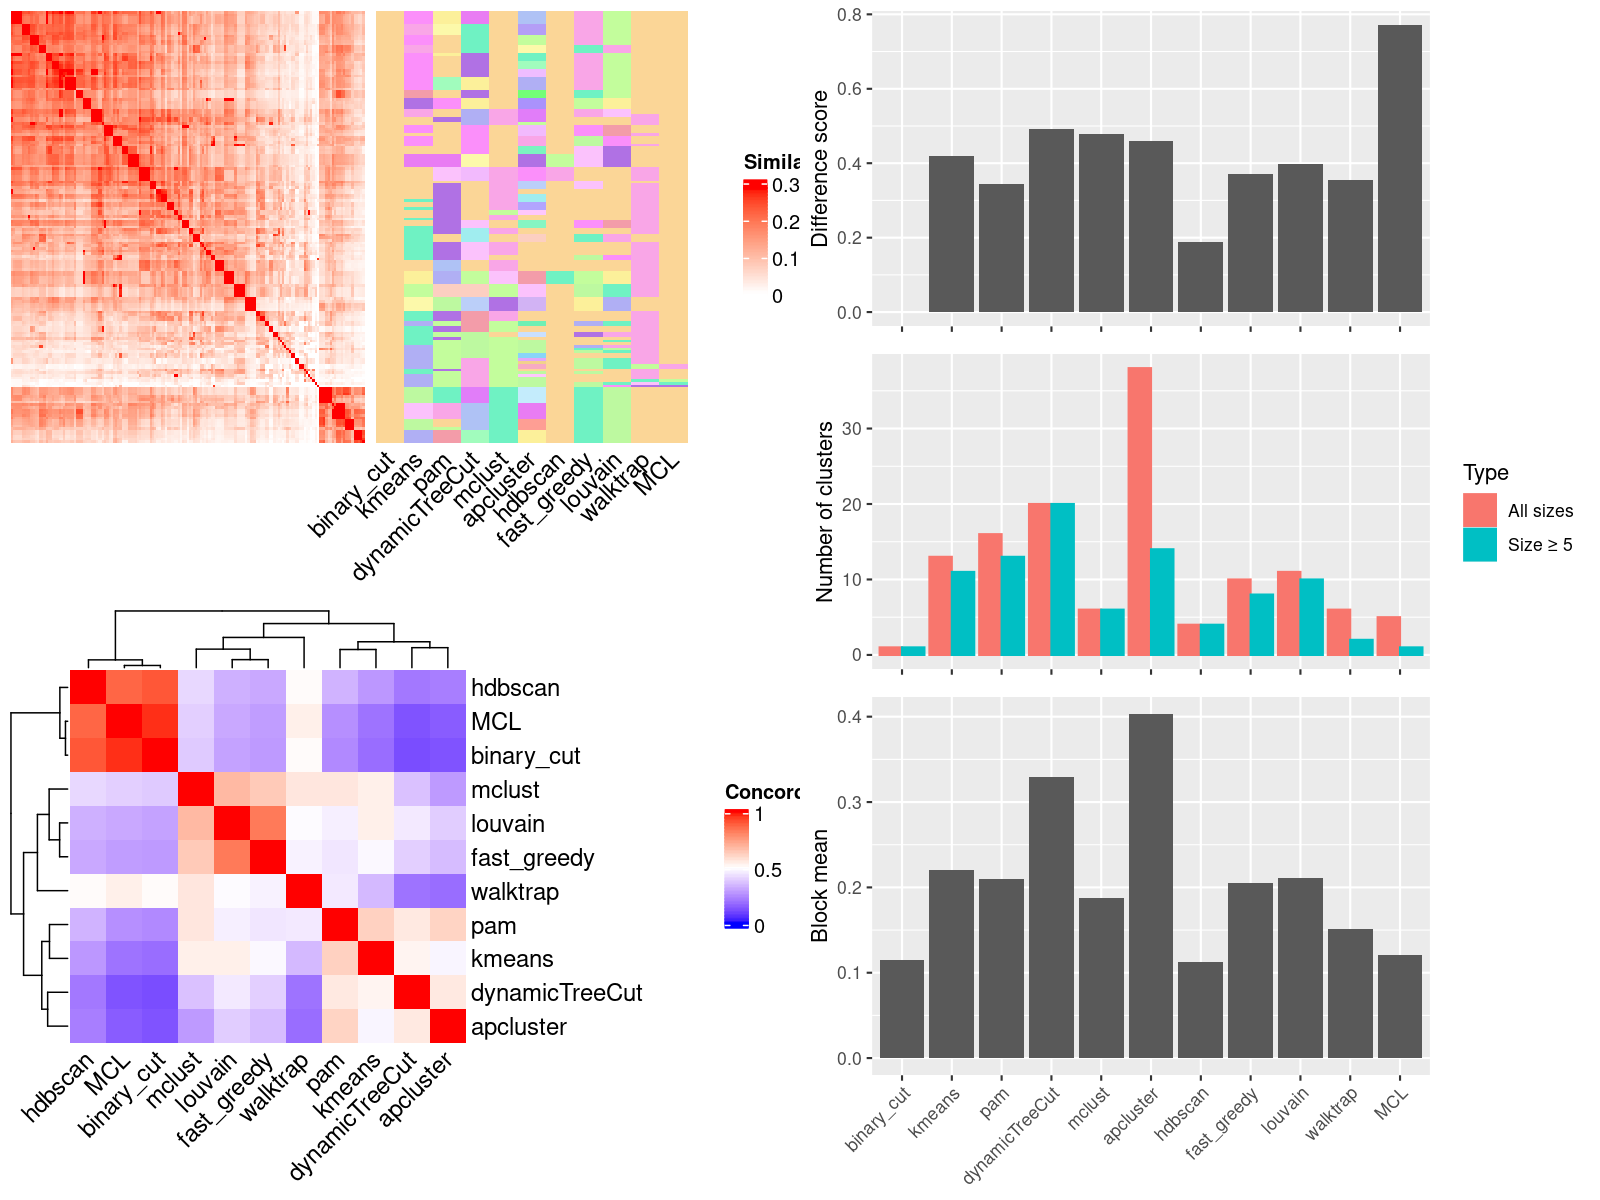 Simila
0.3
0.2
0.1
0
binary_cut
kmeans
pam
dynamicTreeCut
mclust
apcluster
hdbscan
fast_greedy
louvain
walktrap
MCL
Difference score
0.8
0.6
0.4
0.2
0.0
Number of clusters
30
20
10
0
Type
All sizes
Size ≥ 5
hdbscan
MCL
binary_cut
mclust
louvain
fast_greedy
walktrap
pam
kmeans
dynamicTreeCut
apcluster
hdbscan
MCL
binary_cut
mclust
louvain
fast_greedy
walktrap
pam
kmeans
dynamicTreeCut
apcluster
Concord
1
0.5
0
Block mean
0.4
0.3
0.2
0.1
0.0
binary_cut
kmeans
pam
dynamicTreeCut
mclust
apcluster
hdbscan
fast_greedy
louvain
walktrap
MCL